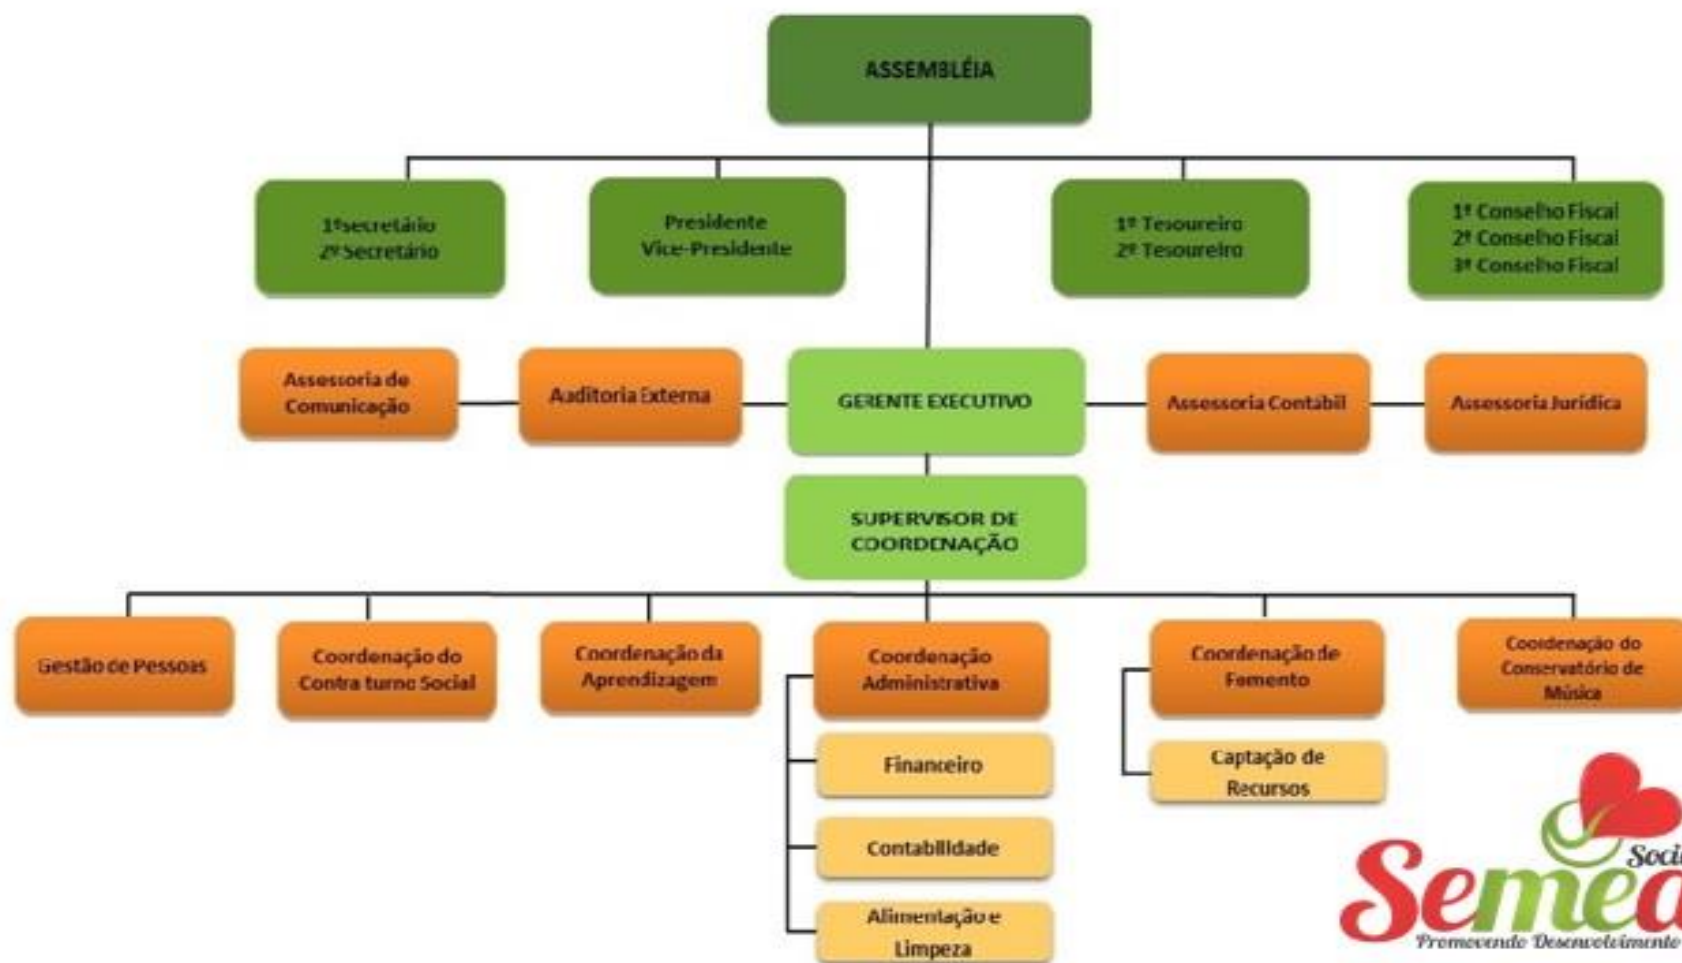 ASSEMBLÉIA
1ºsecretário
2º Secretário
Presidente
Vice-Presidente
1º Tesoureiro
2º Tesoureiro
1º Conselho Fiscal
2º Conselho Fiscal
3º Conselho Fiscal
Assessoria de
Comunicação
Auditoria Externa
GERENTE EXECUTIVO
Assessoria Contábil
Assessoria Jurídica
SUPERVISOR DE
COORDENAÇÃO
Gestão de Pessoas
Coordenação do
Contra turno Social
Coordenação da
Aprendizagem
Coordenação
Administrativa
Coordenação de
Fomento
Coordenação do
Conservatório de
Música
Financeiro
Captação de
Recursos
Contabilidade
Alimentação e
Limpeza
Promovendo Desenvolvimento